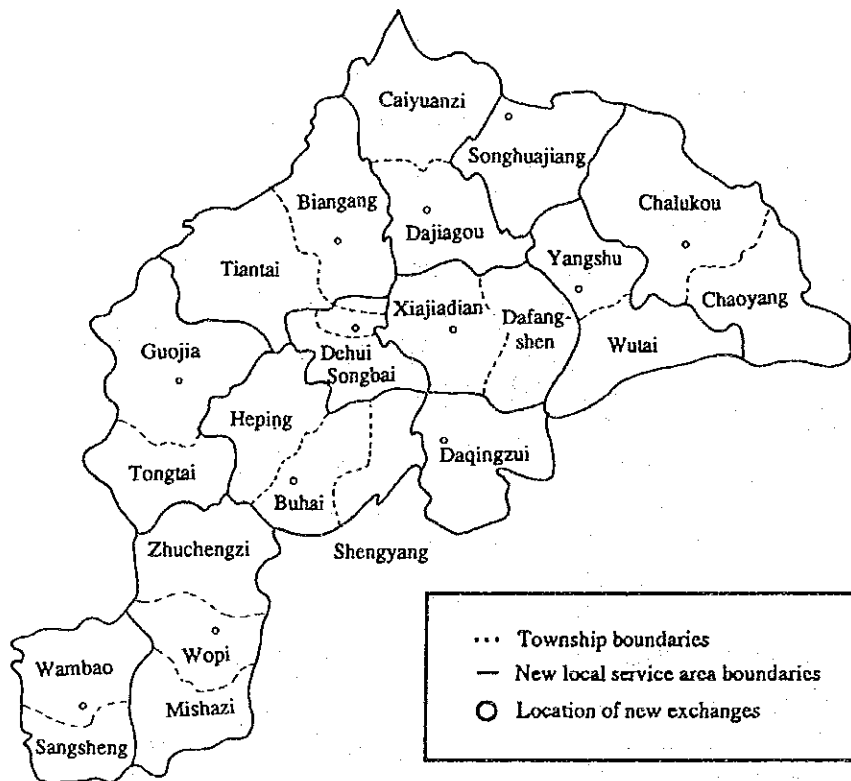 Caiyuanzi
Songhuajiang
Biangang
Chalukou
Dajiagou
Yangshu
Tiantai
Chaoyang
Xiajiadian
Dafang-
shen
Wutai
Guojia
Dehui
Songbai
Heping
Daqingzui
Tongtai
Buhai
Zhuchengzi
Shengyang
Wopi
Wambao
Mishazi
Sangsheng
Township boundaries
New local service area boundaries
Location of new exchanges